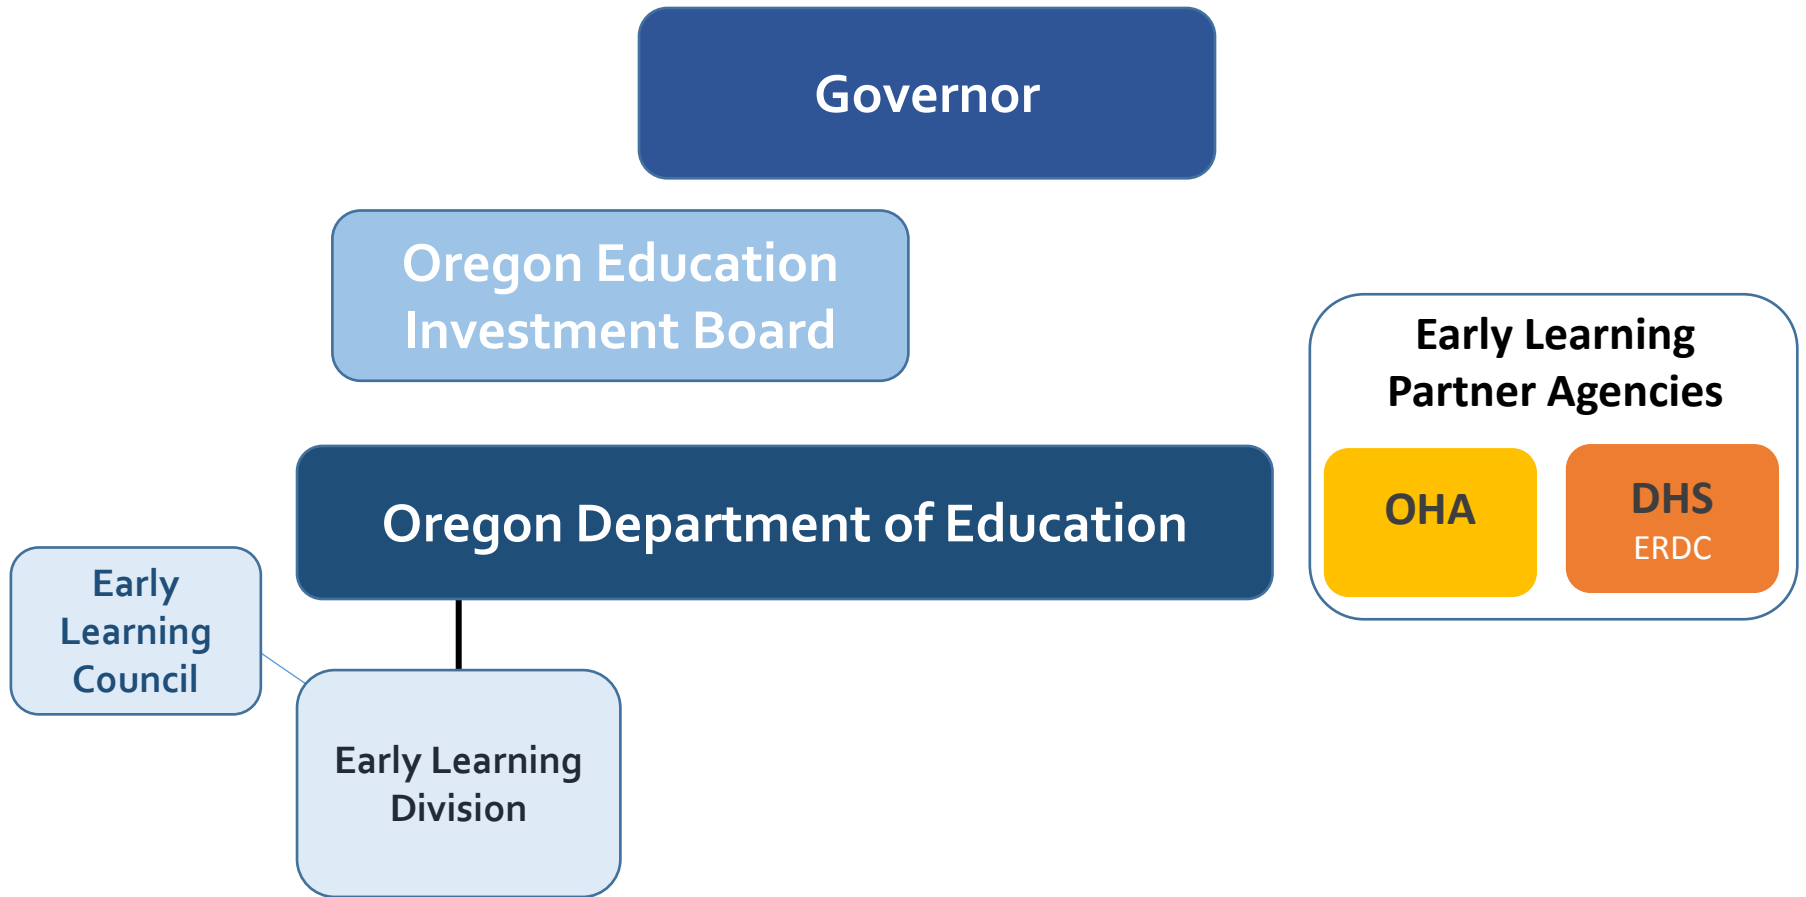 Governor
Oregon Education
Investment Board
Early Learning
Partner Agencies
OHA
DHS
ERDC
Oregon Department of Education
Early
Learning
Council
Early Learning
Division